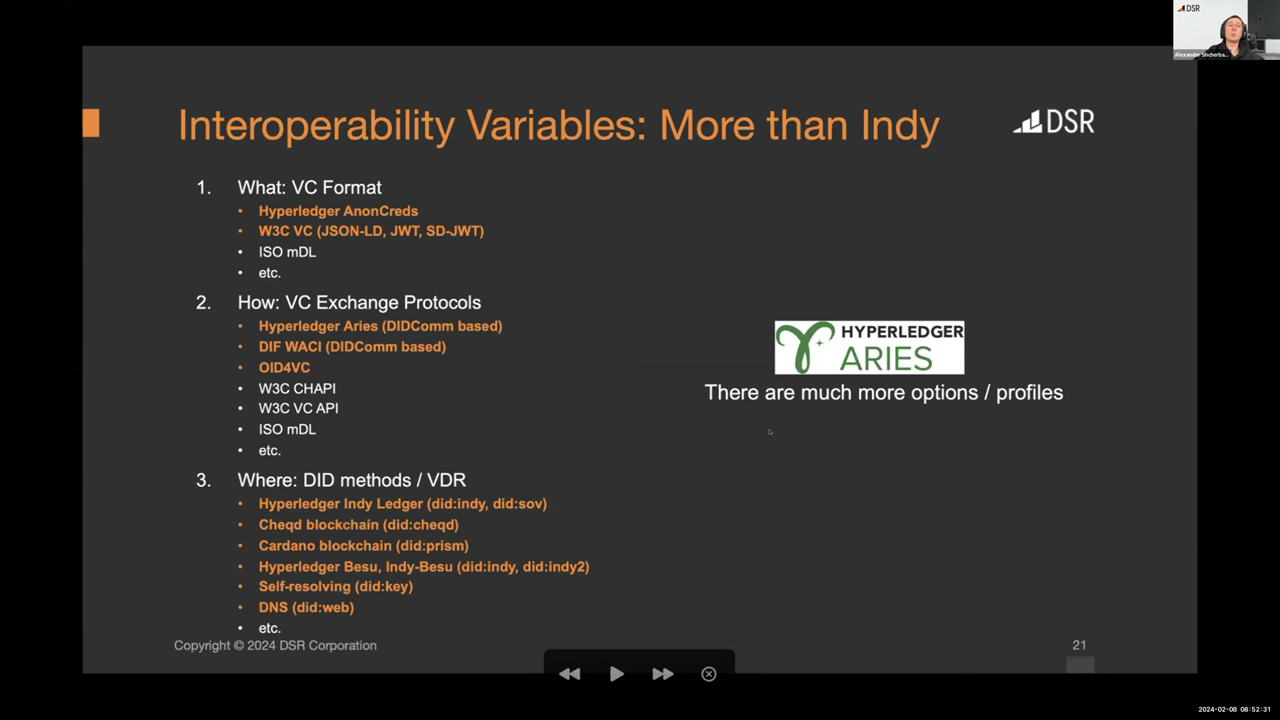 DSR
Alexander Shcherba...
Interoperability Variables: More than Indy
DSR
1. What: VC Format
• Hyperledger AnonCreds
• W3C VC (JSON-LD, JWT, SD-JWT)
• ISO mDL
• etc.
2. How: VC Exchange Protocols
• Hyperledger Aries (DIDComm based)
• DIF WACI (DIDComm based)
• OID4VC
• W3C CHAPI
• W3C VC API
• ISO mDL
• etc.
HYPERLEDGER
ARIES
There are much more options / profiles
3. Where: DID methods / VDR
• Hyperledger Indy Ledger (did:indy, did:sov)
• Cheqd blockchain (did:cheqd)
• Cardano blockchain (did:prism)
• Hyperledger Besu, Indy-Besu (did:indy, did:indy2)
• Self-resolving (did:key)
• DNS (did:web)
• etc.
Copyright © 2024 DSR Corporation
21
2024-02-08 08:52:31